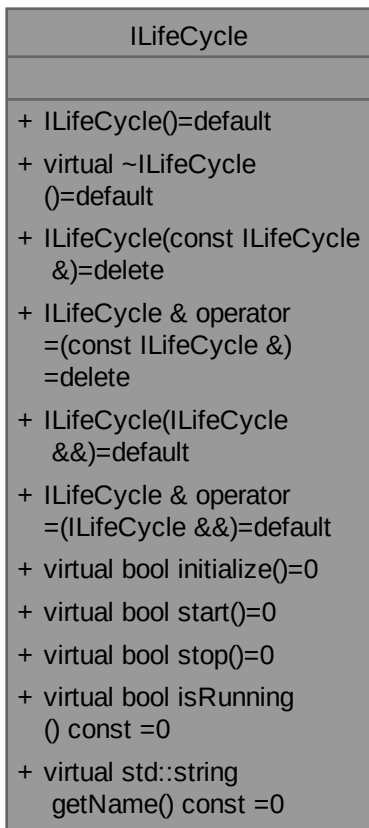 ILifeCycle
+ ILifeCycle()=default
+ virtual ~ILifeCycle
()=default
+ ILifeCycle(const ILifeCycle
&)=delete
+ ILifeCycle & operator
=(const ILifeCycle &)
=delete
+ ILifeCycle(ILifeCycle
&&)=default
+ ILifeCycle & operator
=(ILifeCycle &&)=default
+ virtual bool initialize()=0
+ virtual bool start()=0
+ virtual bool stop()=0
+ virtual bool isRunning
() const =0
+ virtual std::string
getName() const =0